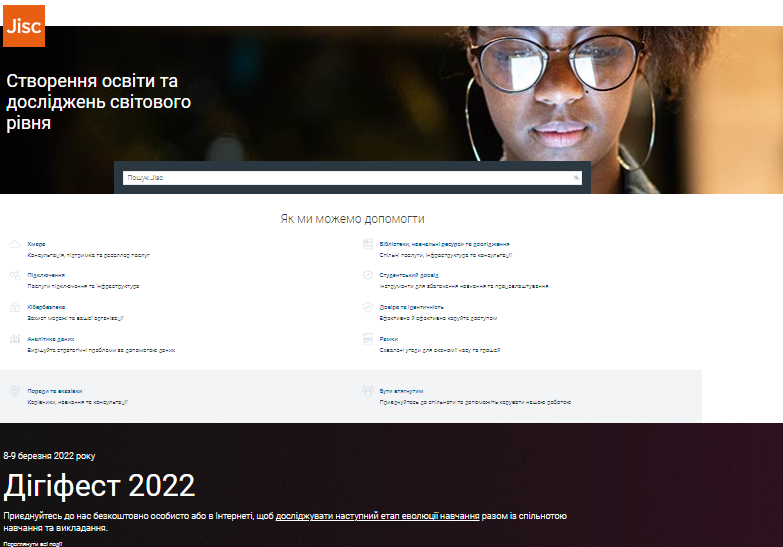 Jisc
Створення освіти та
досліджень світового
рівня
Пошук Jisc
Як ми можемо допомогти
Хмара
Консультація, підтримка та реселлер послуг
Бібліотеки, навчальні ресурси та дослідження
Спільні послуги, інфраструктура та консультації
Підключення
Послуги підключення та інфраструктура
Студентський досвід
Інструменти для збагачення навчання та працевлаштування
Кібербезпека
Захист мережі та вашої організації
Довіра та ідентичність
Ефективно й ефективно керуйте доступом
Аналітика даних
Вирішуйте стратегічні проблеми за допомогою даних
Рамки
Схвалені угоди для економії часу та грошей
Поради та вказівки
Керівники, навчання та консультації
Бути втягнутим
Приєднуйтесь до спільноти та допоможіть керувати нашою роботою
8-9 березня 2022 року
Дігіфест 2022
Приєднуйтесь до нас безкоштовно особисто або в Інтернеті, щоб досліджувати наступний етап еволюції навчання разом із спільнотою
навчання та викладання.
Переглянути всі події